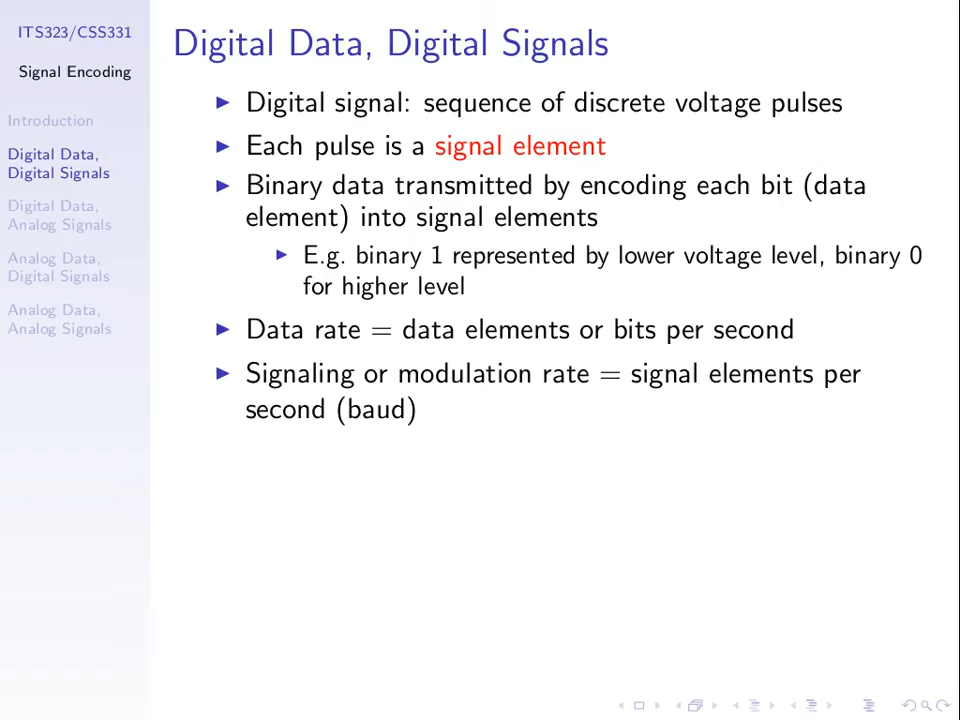 ITS323/CSS331
Signal Encoding
Introduction
Digital Data,
Digital Signals
Digital Data,
Analog Signals
Analog Data,
Digital Signals
Analog Data,
Analog Signals
Digital Data, Digital Signals
Digital signal: sequence of discrete voltage pulses
Each pulse is a signal element
Binary data transmitted by encoding each bit (data
element) into signal elements
E.g. binary 1 represented by lower voltage level, binary 0
for higher level
Data rate = data elements or bits per second
Signaling or modulation rate = signal elements per
second (baud)